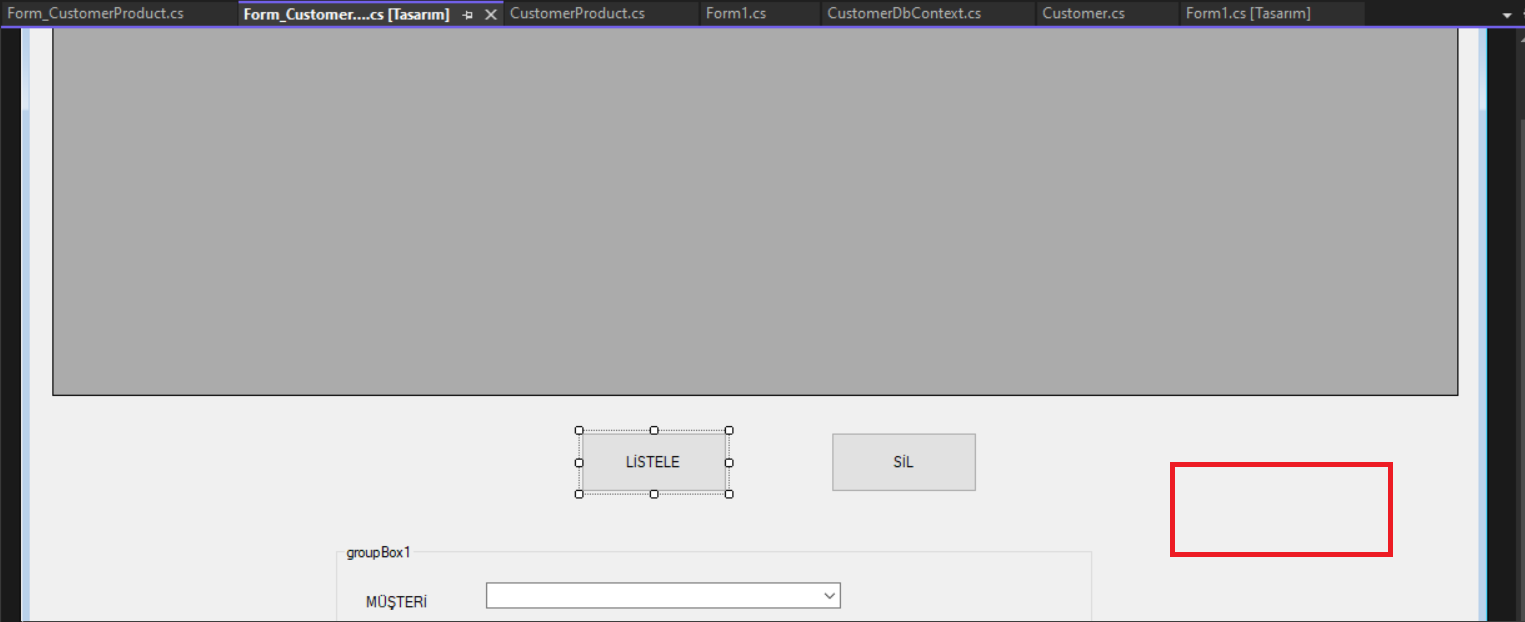 Form_CustomerProduct.cs Form_Customer....cs [Tasarım] CustomerProduct.cs Form1.cs CustomerDbContext.cs Customer.cs Form1.cs [Tasarım]
LİSTELE SİL
groupBox1
MÜŞTERİ